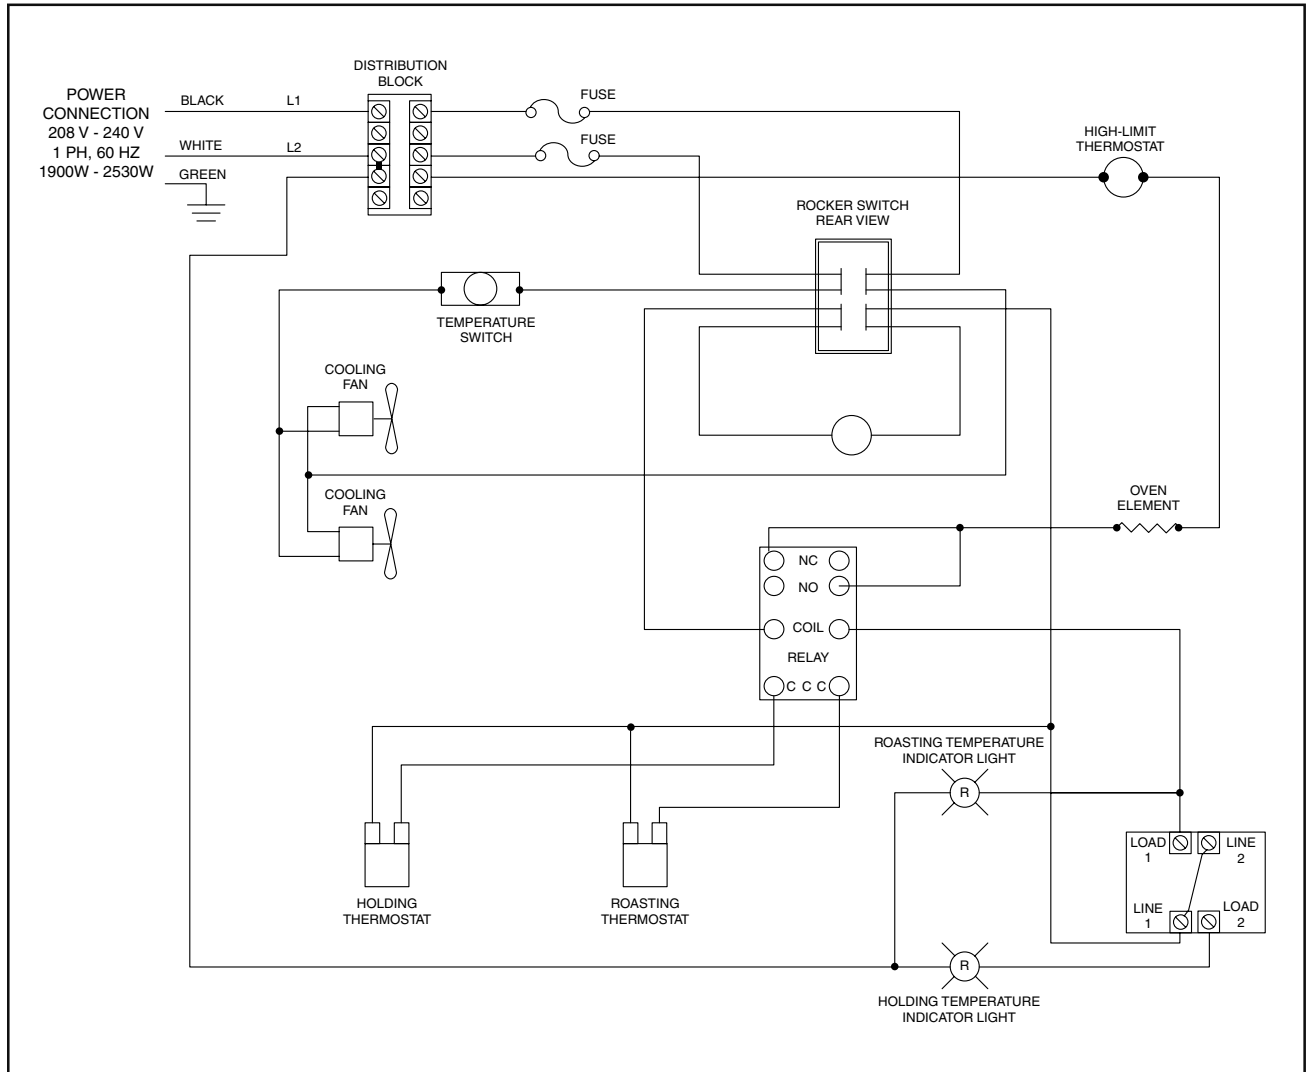 DISTRIBUTION
BLOCK
POWER
CONNECTION
208 V - 240 V
1 PH, 60 HZ
1900W - 2530W
BLACK
L1
WHITE
L2
GREEN
FUSE
FUSE
HIGH-LIMIT
THERMOSTAT
ROCKER SWITCH
REAR VIEW
TEMPERATURE
SWITCH
COOLING
FAN
COOLING
FAN
OVEN
ELEMENT
NC
NO
COIL
RELAY
C C C
ROASTING TEMPERATURE
INDICATOR LIGHT
R
LOAD
1
LINE
2
LINE
1
LOAD
2
HOLDING
THERMOSTAT
ROASTING
THERMOSTAT
R
HOLDING TEMPERATURE
INDICATOR LIGHT